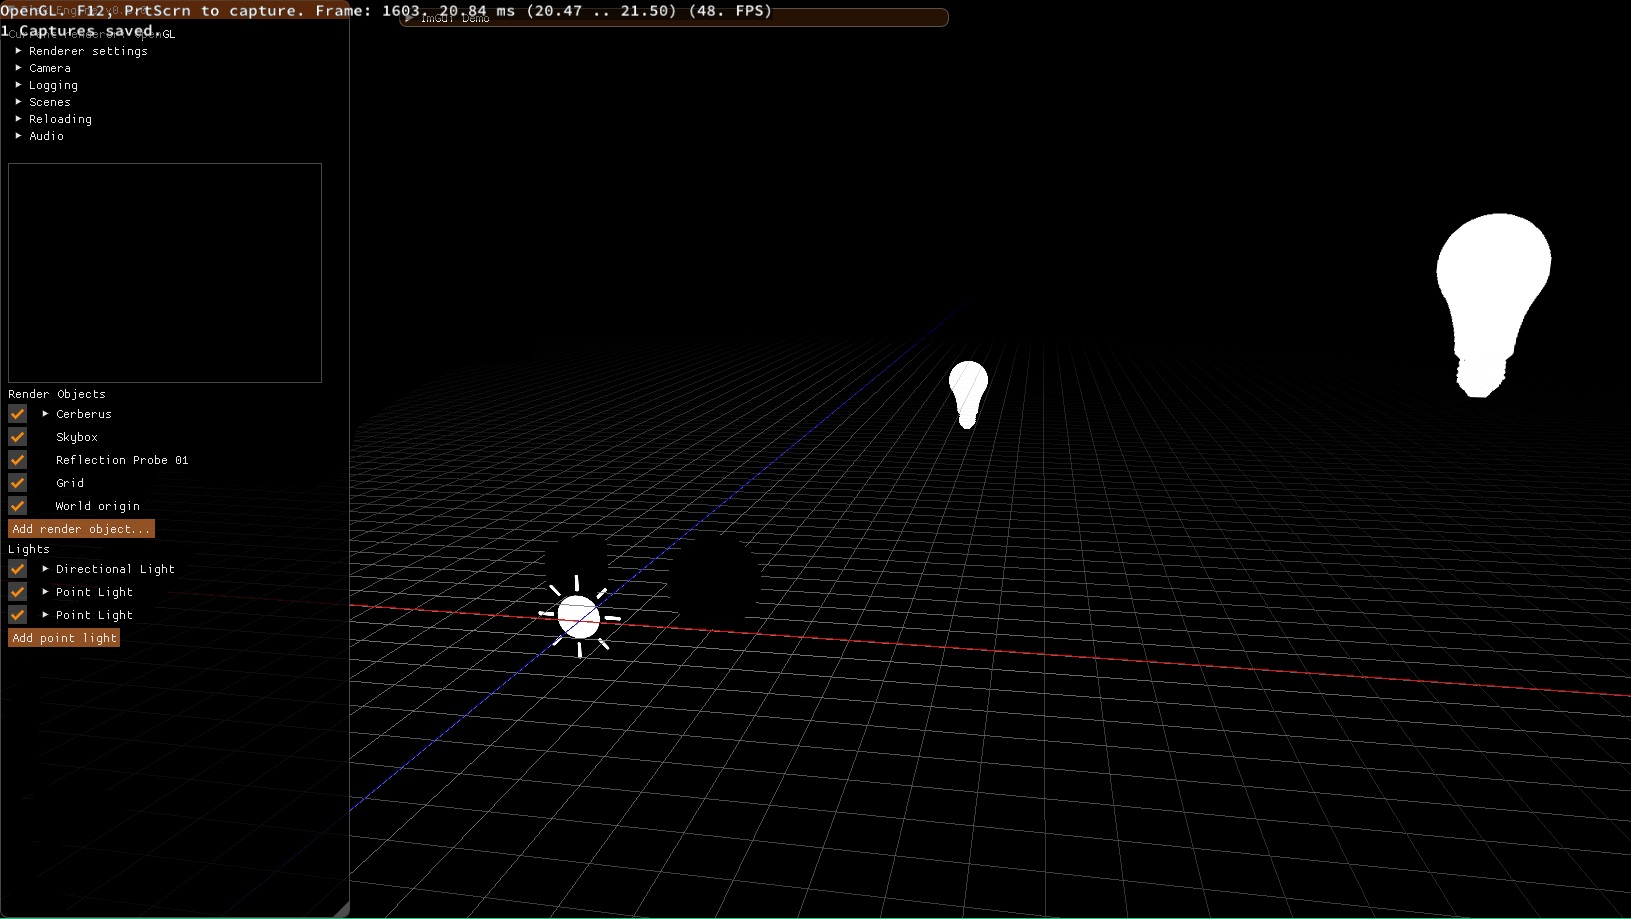 OpenGL. F12, PrtScrn to capture. Frame: 1603. 20.84 ms (20.47 .. 21.50) (48. FPS)
ImGui Demo
1 Captures saved.
Renderer settings
Camera
Logging
Scenes
Reloading
Audio
Render Objects
Cerberus
Skybox
Reflection Probe 01
Grid
World origin
Add render object...
Lights
Directional Light
Point Light
Point Light
Add point light